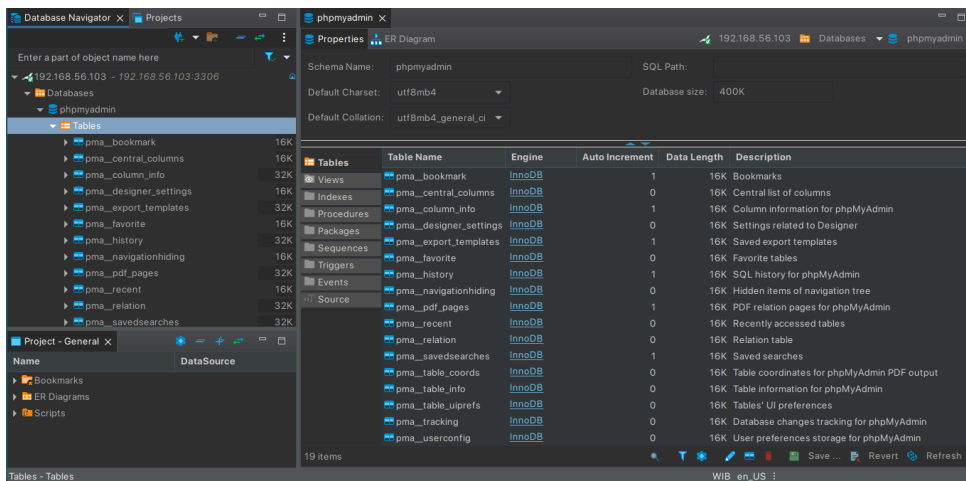 Database Navigator Projects
Enter a part of object name here
192.168.56.103 - 192.168.56.103:3306
Databases
phpmyadmin
Tables
pma__bookmark 16K
pma__central_columns 16K
pma__column_info 32K
pma__designer_settings 16K
pma__export_templates 32K
pma__favorite 16K
pma__history 32K
pma__navigationhiding 16K
pma__pdf_pages 32K
pma__recent 16K
pma__relation 32K
pma__savedsearches 32K
Project - General
Name DataSource
Bookmarks
ER Diagrams
Scripts
phpmyadmin
Properties ER Diagram 192.168.56.103 Databases phpmyadmin
Schema Name: phpmyadmin SQL Path:
Default Charset: utf8mb4 Database size: 400K
Default Collation: utf8mb4_general_ci
Tables
Views
Indexes
Procedures
Packages
Sequences
Triggers
Events
Source
Table Name Engine Auto Increment Data Length Description
pma__bookmark InnoDB 1 16K Bookmarks
pma__central_columns InnoDB 0 16K Central list of columns
pma__column_info InnoDB 1 16K Column information for phpMyAdmin
pma__designer_settings InnoDB 0 16K Settings related to Designer
pma__export_templates InnoDB 1 16K Saved export templates
pma__favorite InnoDB 0 16K Favorite tables
pma__history InnoDB 1 16K SQL history for phpMyAdmin
pma__navigationhiding InnoDB 0 16K Hidden items of navigation tree
pma__pdf_pages InnoDB 1 16K PDF relation pages for phpMyAdmin
pma__recent InnoDB 0 16K Recently accessed tables
pma__relation InnoDB 0 16K Relation table
pma__savedsearches InnoDB 1 16K Saved searches
pma__table_coords InnoDB 0 16K Table coordinates for phpMyAdmin PDF output
pma__table_info InnoDB 0 16K Table information for phpMyAdmin
pma__table_uiprefs InnoDB 0 16K Tables' UI preferences
pma__tracking InnoDB 0 16K Database changes tracking for phpMyAdmin
pma__userconfig InnoDB 0 16K User preferences storage for phpMyAdmin
19 items Save ... Revert Refresh
Tables - Tables WIB en_US